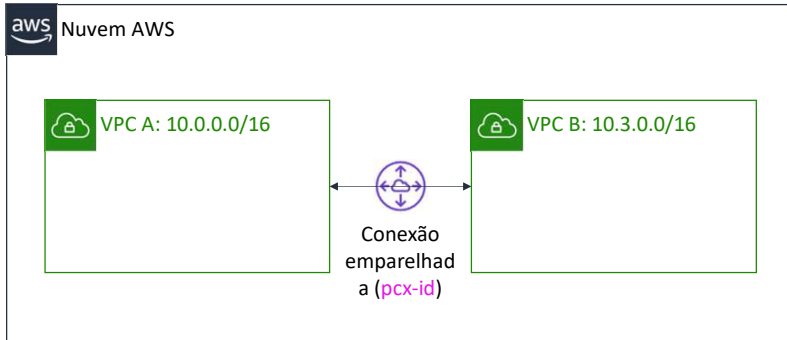 aws
Nuvem AWS
VPC A: 10.0.0.0/16
VPC B: 10.3.0.0/16
Conexão
emparelhad
a (pcx-id)